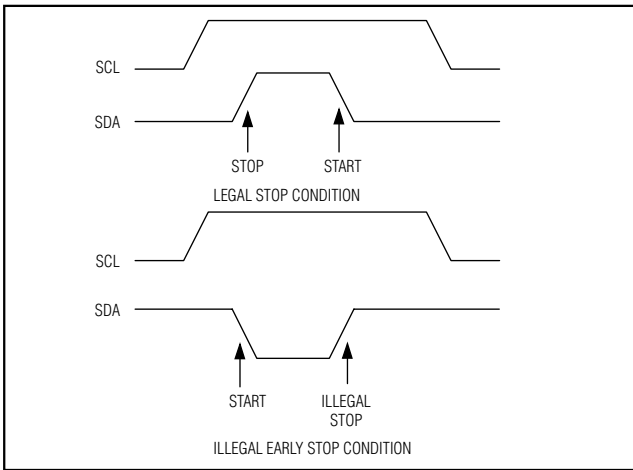 SCL
SDA
STOP START
LEGAL STOP CONDITION
SCL
SDA
START ILLEGAL
STOP
ILLEGAL EARLY STOP CONDITION